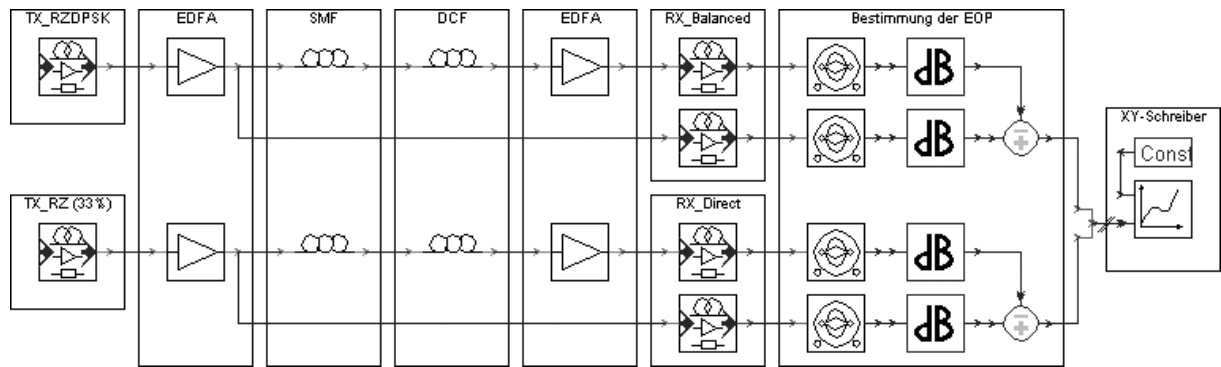 TX_RZDPSK
EDFA
SMF
DCF
EDFA
RX_Balanced
Bestimmung der EOP
dB
dB
XY-Schreiber
Const
TX_RZ (33%)
RX_Direct
dB
dB